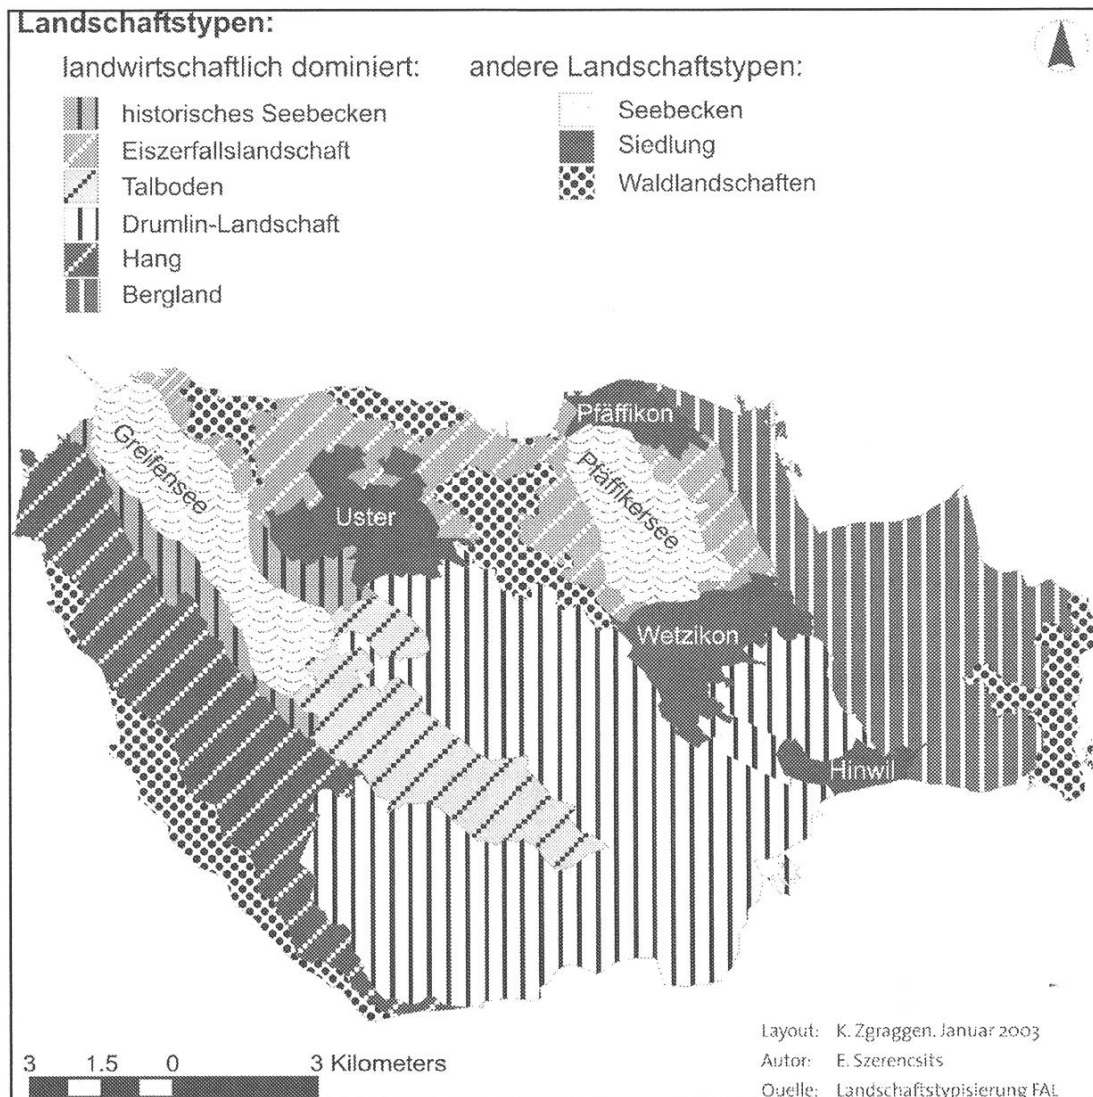 Landschaftstypen:
landwirtschaftlich dominiert:
historisches Seebecken
Eiszerfallslandschaft
Talboden
Drumlin-Landschaft
Hang
Bergland
andere Landschaftstypen:
Seebecken
Siedlung
Waldlandschaften
Pfäffikon
Greifensee
Pfäffikersee
Uster
Wetzikon
Hinwil
3 1.5 0 3 Kilometers
Layout: K. Zgraggen. Januar 2003
Autor: E. Szerencsits
Quelle: Landschaftstypisierung FAL